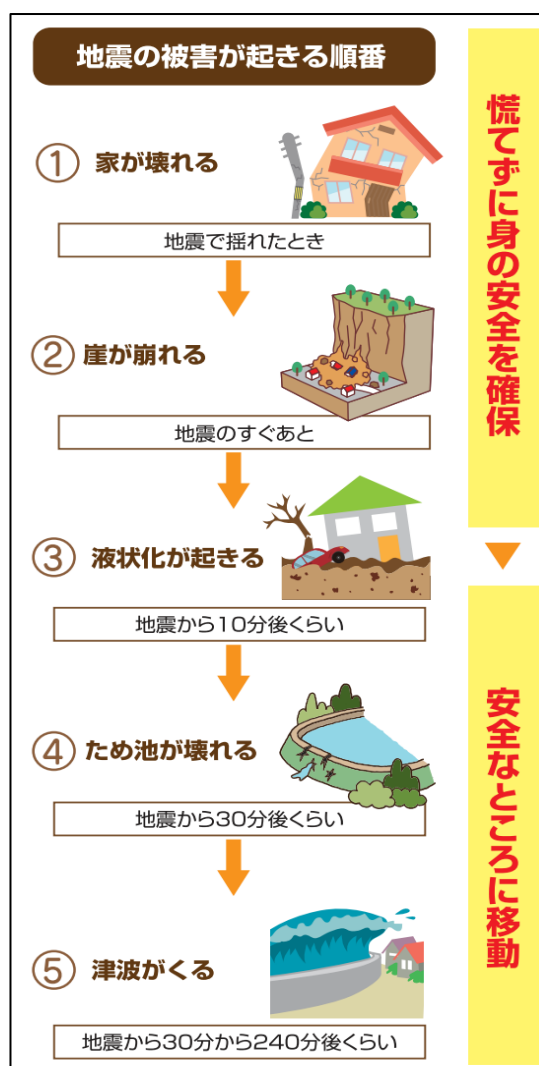 地震の被害が起きる順番
① 家が壊れる
地震で揺れたとき
② 崖が崩れる
地震のすぐあと
③ 液状化が起きる
地震から10分後くらい
④ ため池が壊れる
地震から30分後くらい
⑤ 津波がくる
地震から30分から240分後くらい
慌てずに身の安全を確保
安全なところに移動